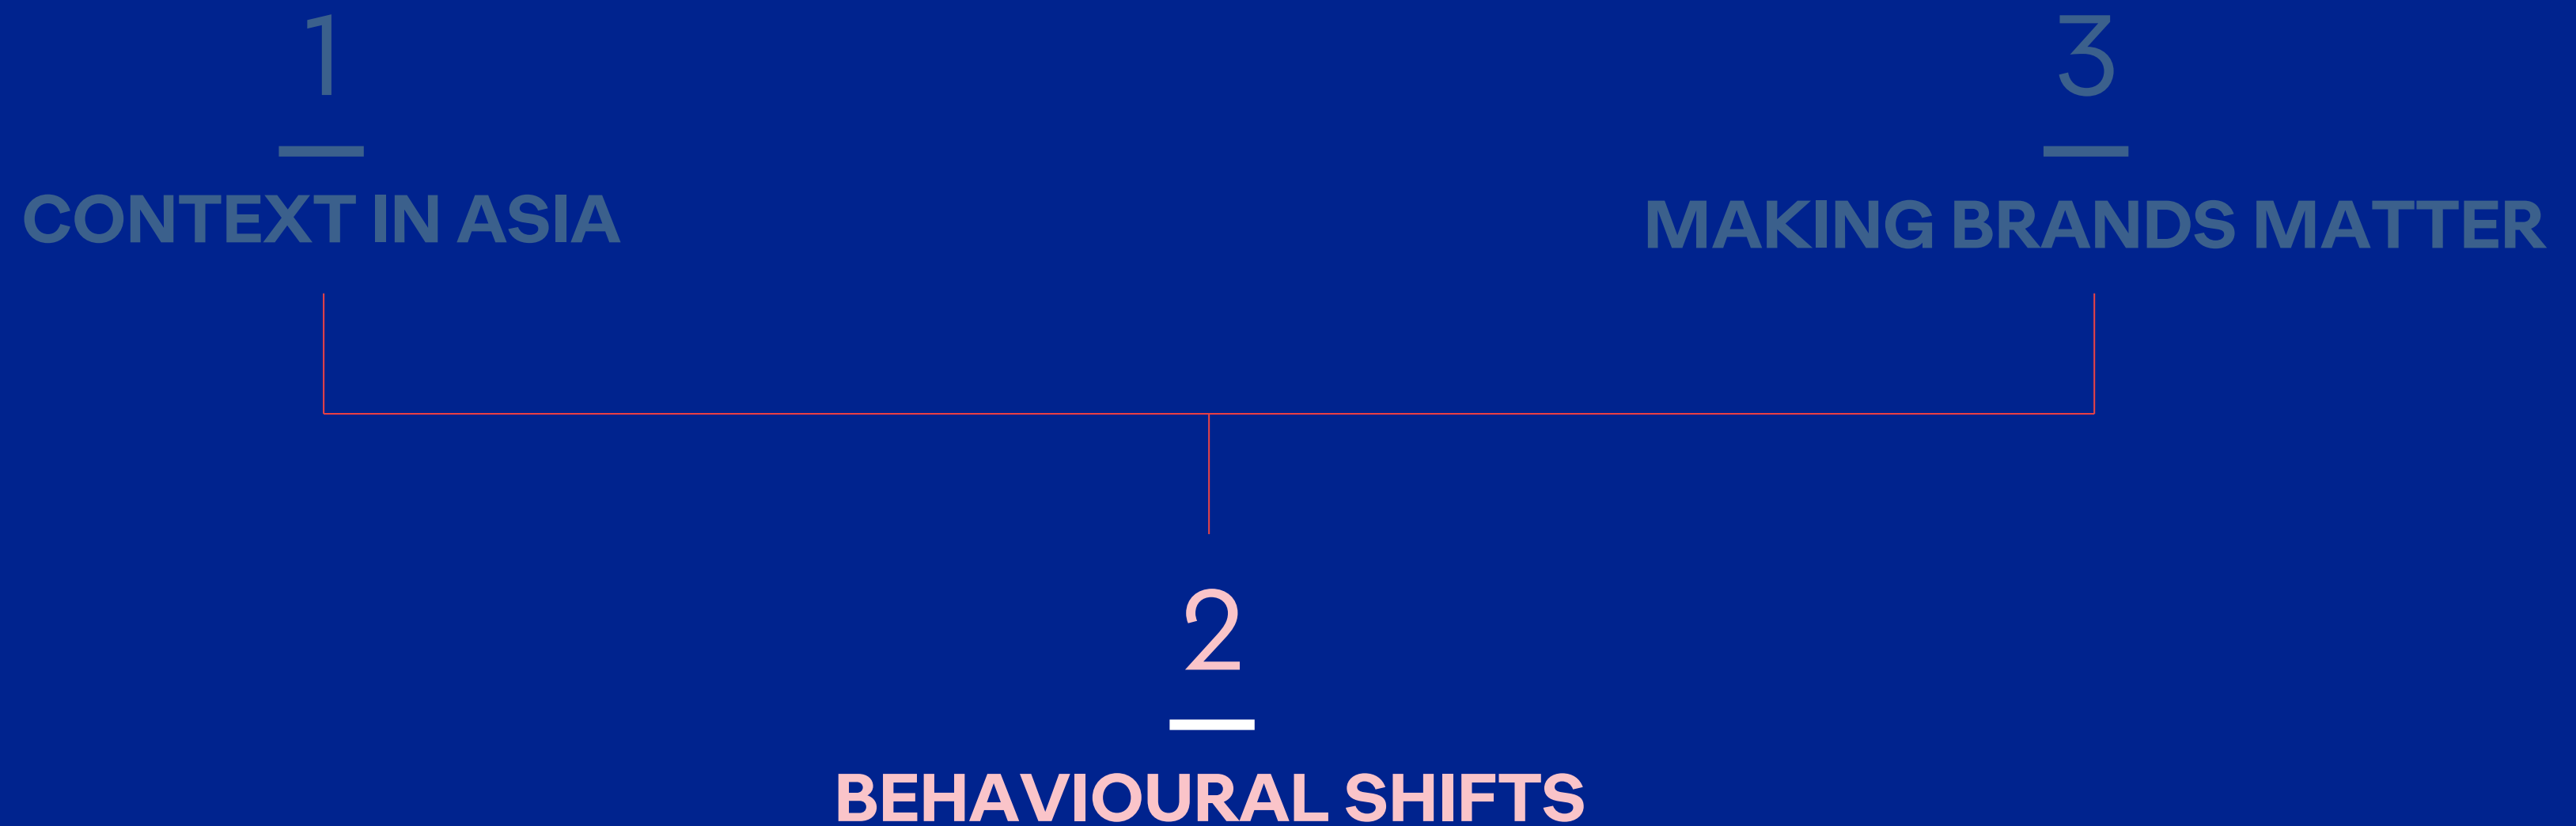 1
CONTEXT IN ASIA
3
MAKING BRANDS MATTER
2
BEHAVIOURAL SHIFTS